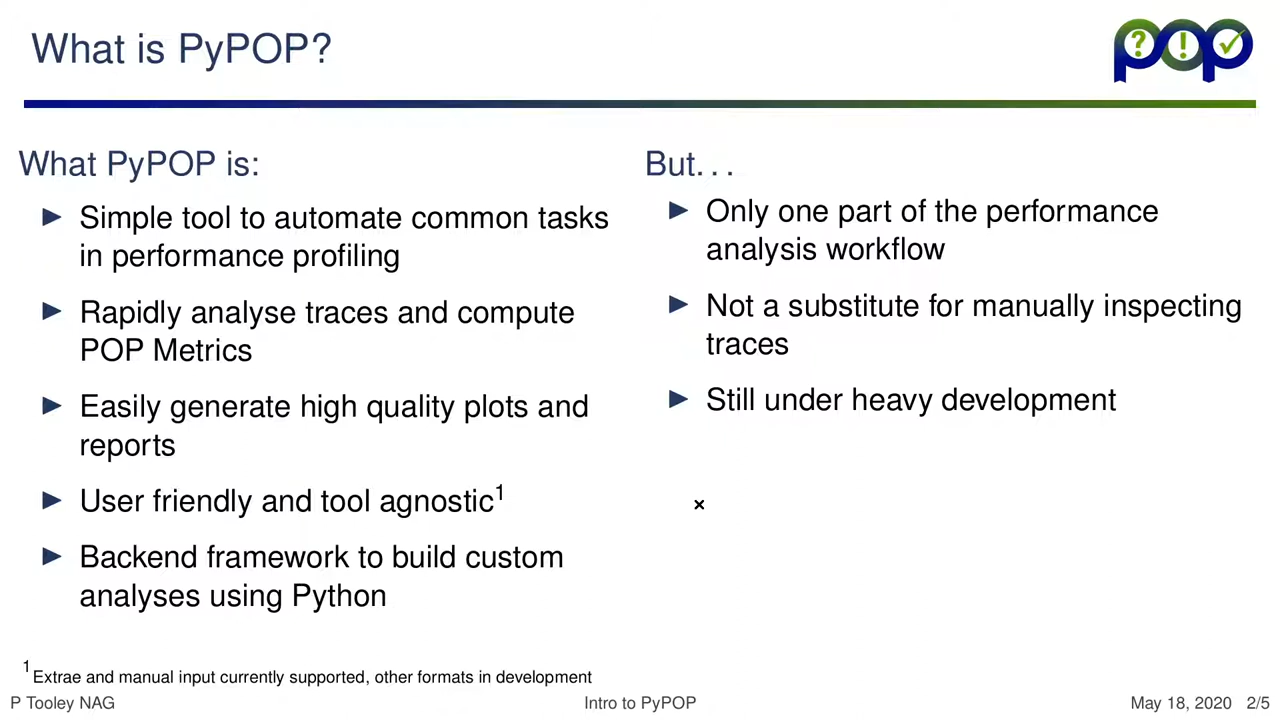 What is PyPOP?
pop
What PyPOP is:
▶ Simple tool to automate common tasks
in performance profiling
▶ Rapidly analyse traces and compute
POP Metrics
▶ Easily generate high quality plots and
reports
▶ User friendly and tool agnostic¹
▶ Backend framework to build custom
analyses using Python
But. . .
▶ Only one part of the performance
analysis workflow
▶ Not a substitute for manually inspecting
traces
▶ Still under heavy development
¹Extrae and manual input currently supported, other formats in development
P Tooley NAG
Intro to PyPOP
May 18, 2020 2/5